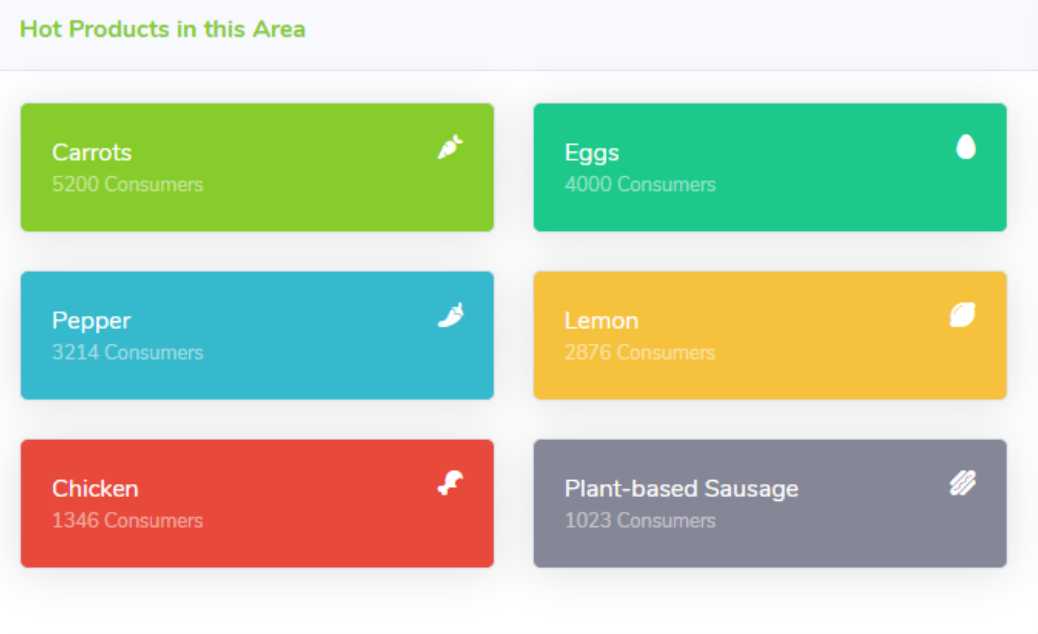 Hot Products in this Area
Carrots
5200 Consumers
Eggs
4000 Consumers
Pepper
3214 Consumers
Lemon
2876 Consumers
Chicken
1346 Consumers
Plant-based Sausage
1023 Consumers